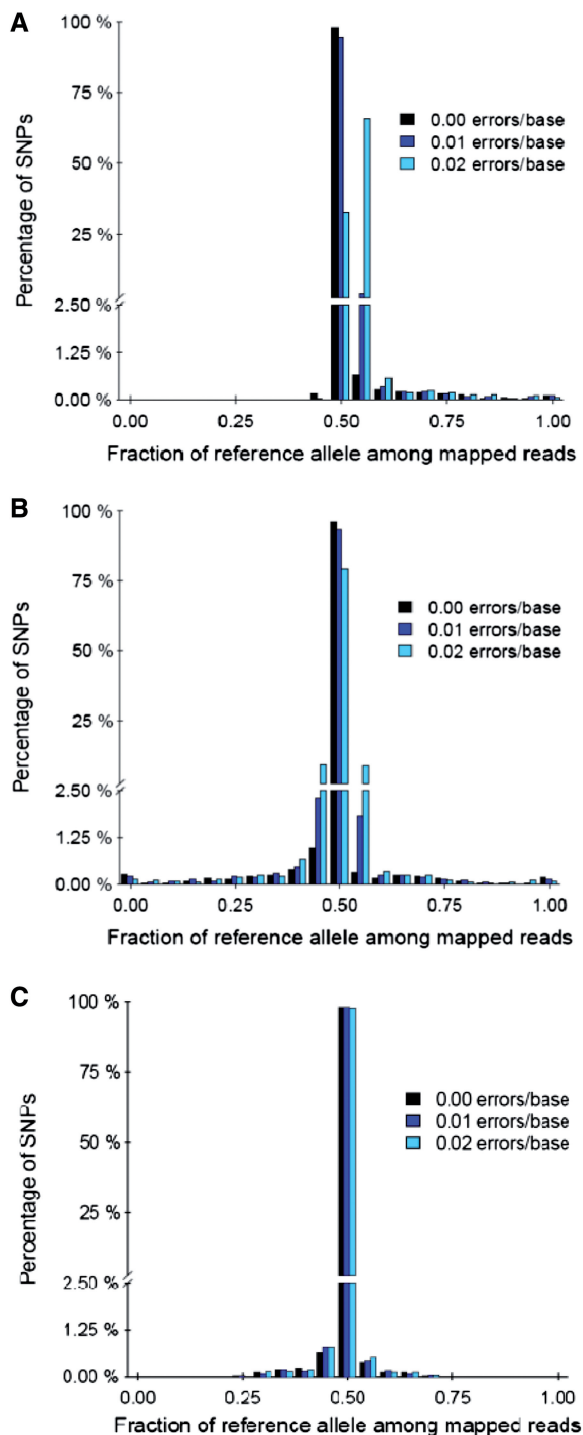 A
100 %
75 %
50 %
25 %
2.50 %
1.25 %
0.00 %
Percentage of SNPs
0.00 errors/base
0.01 errors/base
0.02 errors/base
0.00 0.25 0.50 0.75 1.00
Fraction of reference allele among mapped reads
B
100 %
75 %
50 %
25 %
2.50 %
1.25 %
0.00 %
Percentage of SNPs
0.00 errors/base
0.01 errors/base
0.02 errors/base
0.00 0.25 0.50 0.75 1.00
Fraction of reference allele among mapped reads
C
100 %
75 %
50 %
25 %
2.50 %
1.25 %
0.00 %
Percentage of SNPs
0.00 errors/base
0.01 errors/base
0.02 errors/base
0.00 0.25 0.50 0.75 1.00
Fraction of reference allele among mapped reads